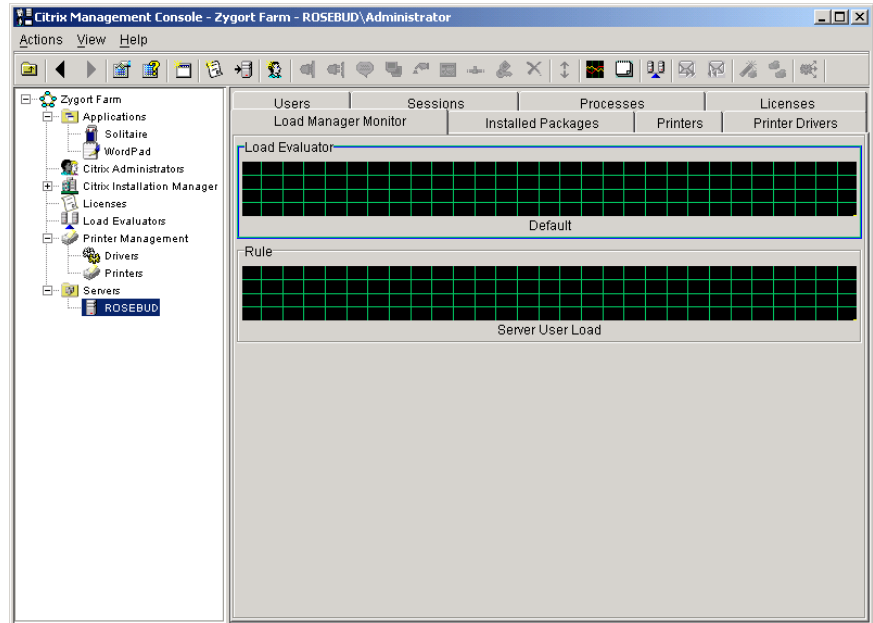 Citrix Management Console - Zygort Farm - ROSEBUD\Administrator
Actions View Help
Zygort Farm
Applications
Solitaire
WordPad
Citrix Administrators
Citrix Installation Manager
Licenses
Load Evaluators
Printer Management
Drivers
Printers
Servers
ROSEBUD
Users Sessions Processes Licenses
Load Manager Monitor Installed Packages Printers Printer Drivers
Load Evaluator
Default
Rule
Server User Load